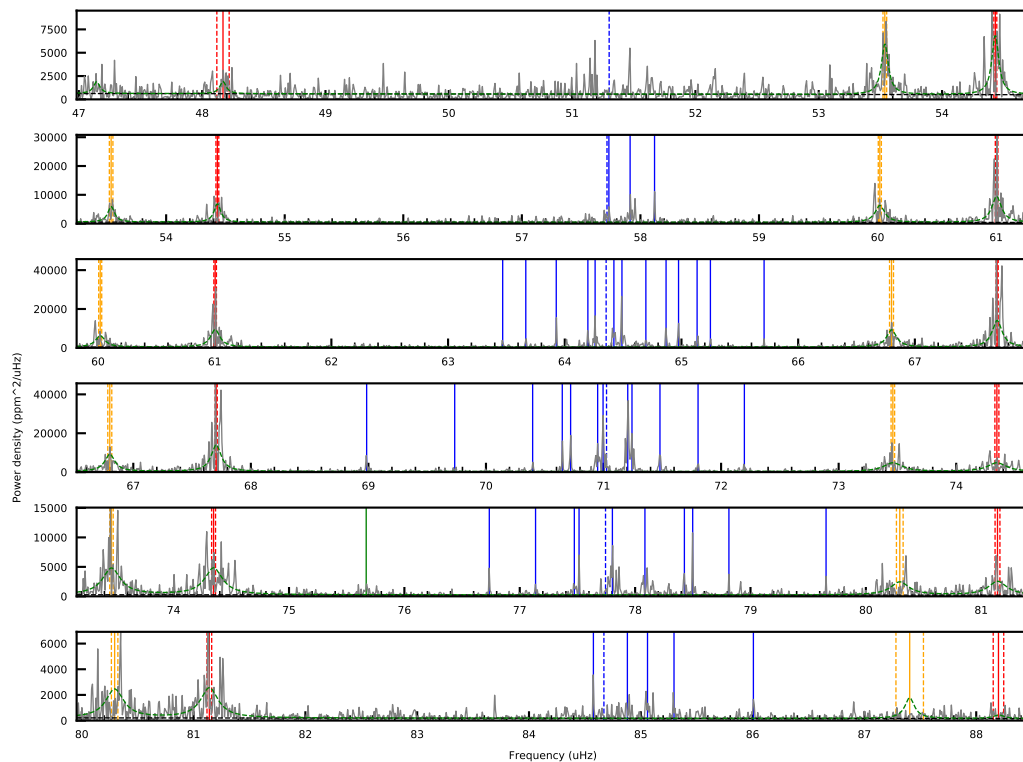 7500
5000
2500
0
47 48 49 50 51 52 53 54
30000
20000
10000
0
54 55 56 57 58 59 60 61
40000
20000
0
60 61 62 63 64 65 66 67
40000
20000
0
67 68 69 70 71 72 73 74
15000
10000
5000
0
74 75 76 77 78 79 80 81
6000
4000
2000
0
80 81 82 83 84 85 86 87 88
Power density (ppm^2/uHz)
Frequency (uHz)